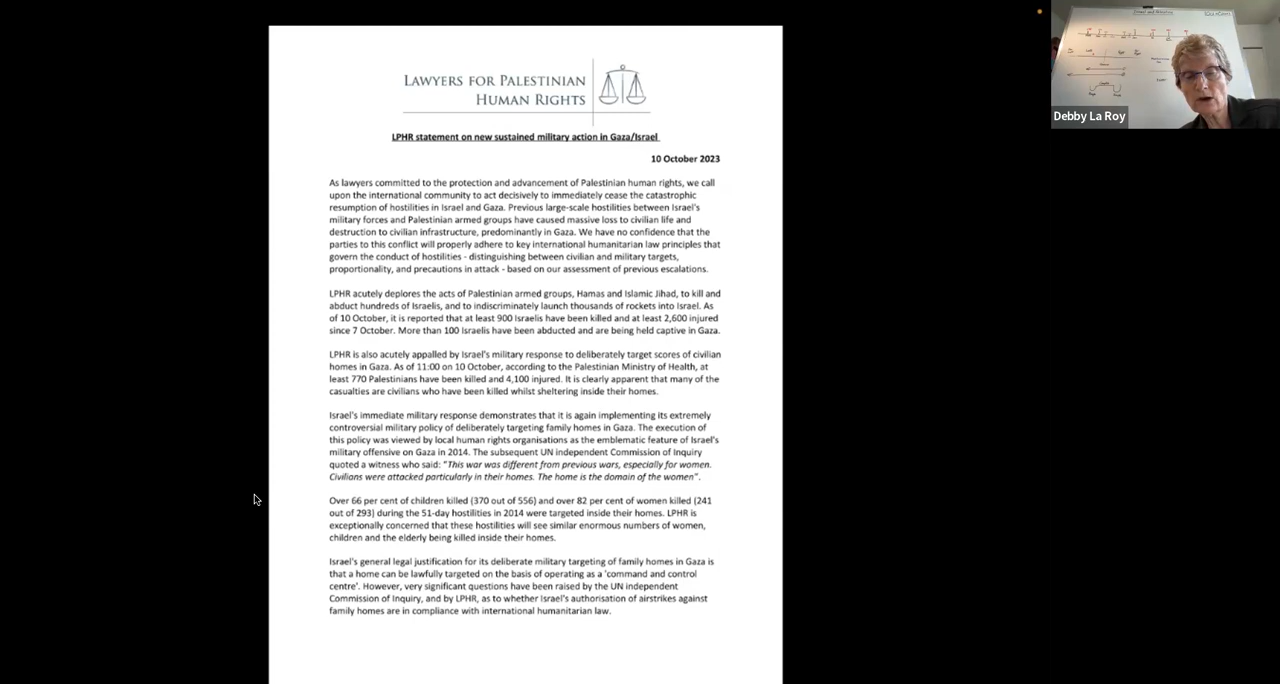 LAWYERS FOR PALESTINIAN
HUMAN RIGHTS
LPHR statement on new sustained military action in Gaza/Israel
10 October 2023
As lawyers committed to the protection and advancement of Palestinian human rights, we call
upon the international community to act decisively to immediately cease the catastrophic
resumption of hostilities in Israel and Gaza. Previous large-scale hostilities between Israel's
military forces and Palestinian armed groups have caused massive loss to civilian life and
destruction to civilian infrastructure, predominantly in Gaza. We have no confidence that the
parties to this conflict will properly adhere to key international humanitarian law principles that
govern the conduct of hostilities - distinguishing between civilian and military targets,
proportionality, and precautions in attack - based on our assessment of previous escalations.
LPHR acutely deplores the acts of Palestinian armed groups, Hamas and Islamic Jihad, to kill and
abduct hundreds of Israelis, and to indiscriminately launch thousands of rockets into Israel. As
of 10 October, it is reported that at least 900 Israelis have been killed and at least 2,600 injured
since 7 October. More than 100 Israelis have been abducted and are being held captive in Gaza.
LPHR is also acutely appalled by Israel's military response to deliberately target scores of civilian
homes in Gaza. As of 11:00 on 10 October, according to the Palestinian Ministry of Health, at
least 770 Palestinians have been killed and 4,100 injured. It is clearly apparent that many of the
casualties are civilians who have been killed whilst sheltering inside their homes.
Israel's immediate military response demonstrates that it is again implementing its extremely
controversial military policy of deliberately targeting family homes in Gaza. The execution of
this policy was viewed by local human rights organisations as the emblematic feature of Israel's
military offensive on Gaza in 2014. The subsequent UN independent Commission of Inquiry
quoted a witness who said: "This war was different from previous wars, especially for women.
Civilians were attacked particularly in their homes. The home is the domain of the women".
Over 66 per cent of children killed (370 out of 556) and over 82 per cent of women killed (241
out of 293) during the 51-day hostilities in 2014 were targeted inside their homes. LPHR is
exceptionally concerned that these hostilities will see similar enormous numbers of women,
children and the elderly being killed inside their homes.
Israel's general legal justification for its deliberate military targeting of family homes in Gaza is
that a home can be lawfully targeted on the basis of operating as a 'command and control
centre'. However, very significant questions have been raised by the UN independent
Commission of Inquiry, and by LPHR, as to whether Israel's authorisation of airstrikes against
family homes are in compliance with international humanitarian law.
Debby La Roy